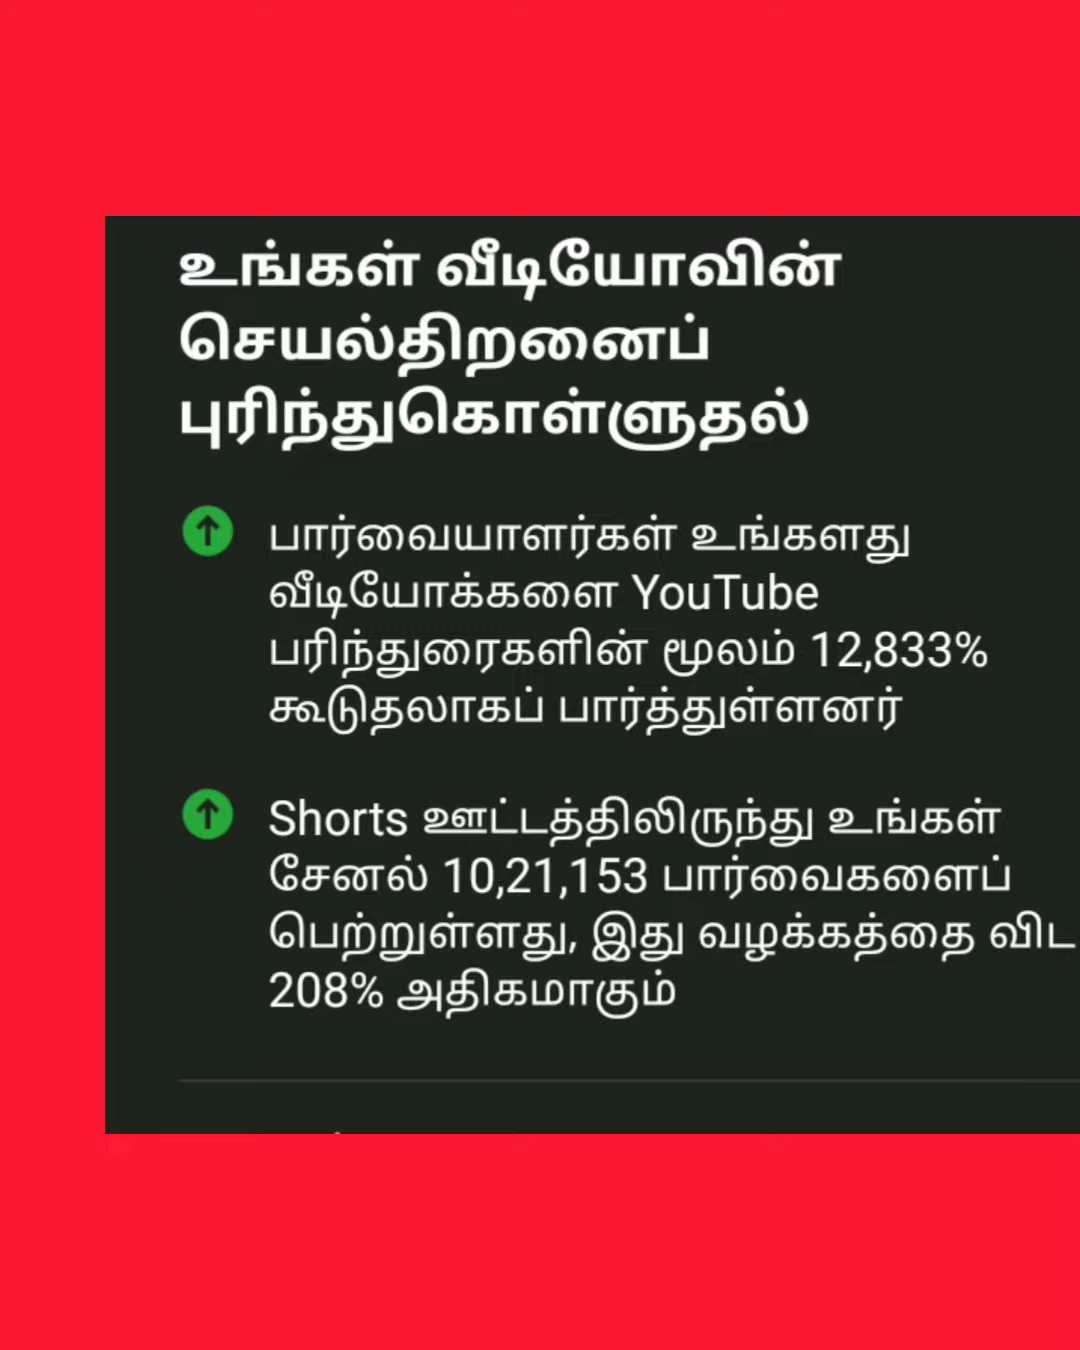 உங்கள் வீடியோவின்
செயல்திறனைப்
புரிந்துகொள்ளுதல்
பார்வையாளர்கள் உங்களது
வீடியோக்களை YouTube
பரிந்துரைகளின் மூலம் 12,833%
கூடுதலாகப் பார்த்துள்ளனர்
Shorts ஊட்டத்திலிருந்து உங்கள்
சேனல் 10,21,153 பார்வைகளைப்
பெற்றுள்ளது, இது வழக்கத்தை விட
208% அதிகமாகும்